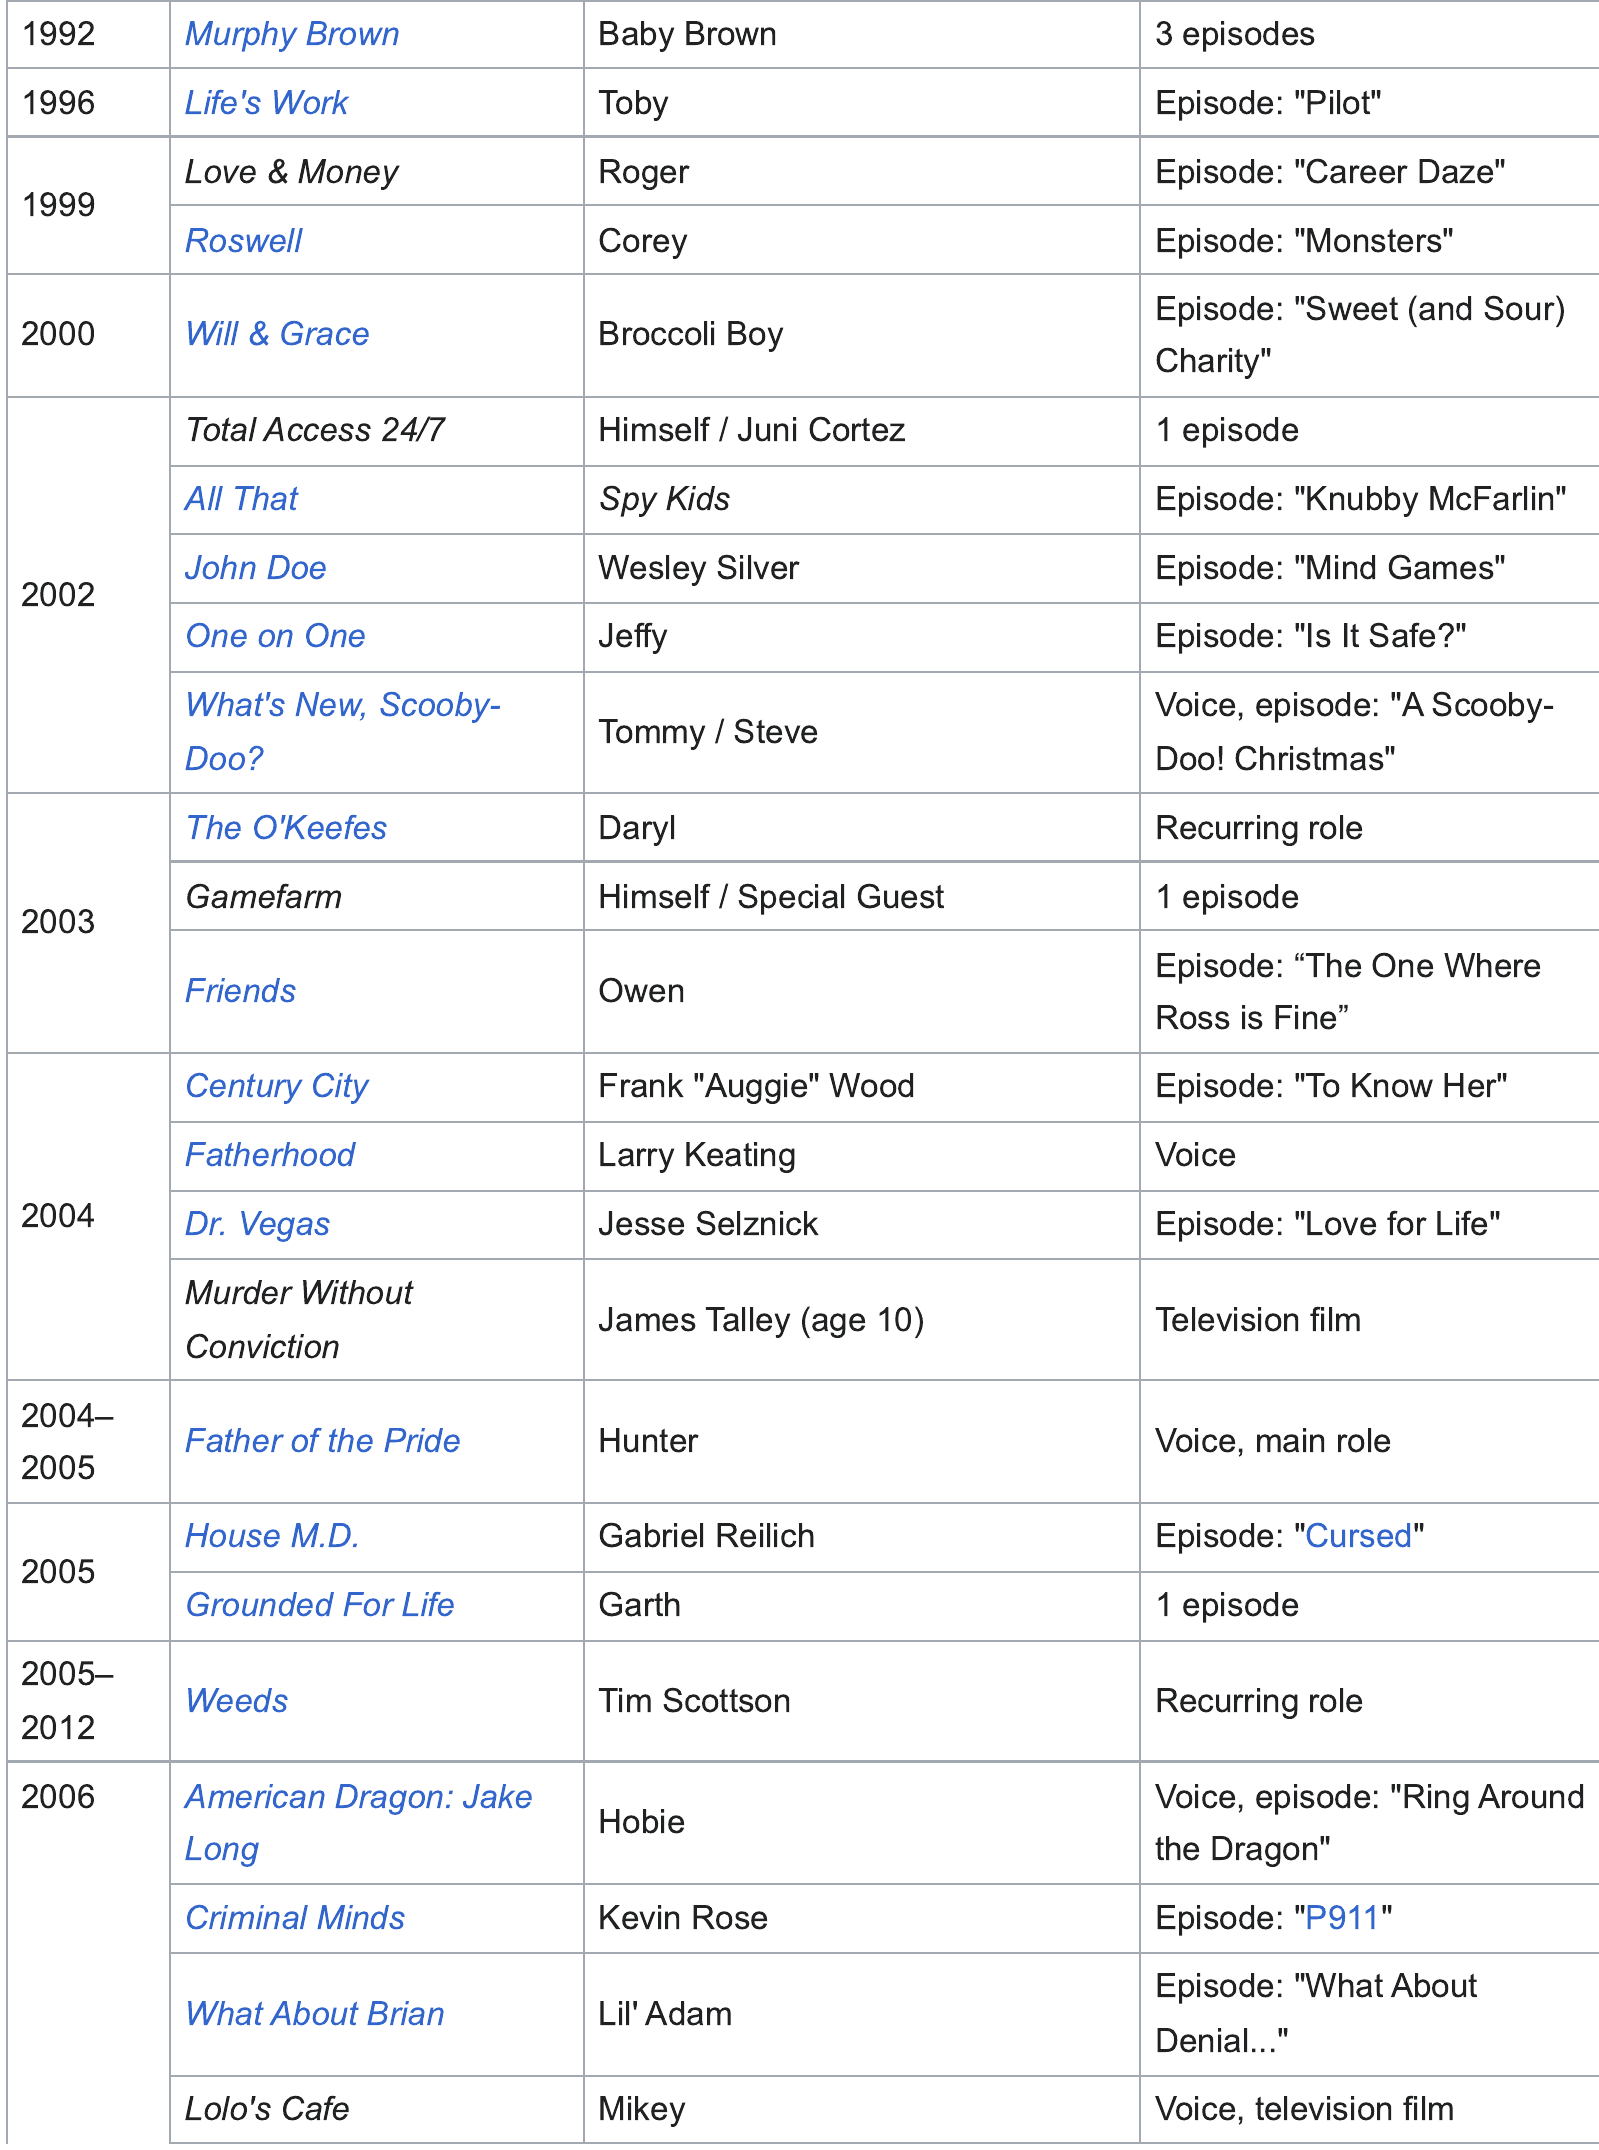 1992 Murphy Brown Baby Brown 3 episodes
1996 Life's Work Toby Episode: "Pilot"
1999 Love & Money Roger Episode: "Career Daze"
Roswell Corey Episode: "Monsters"
2000 Will & Grace Broccoli Boy Episode: "Sweet (and Sour)
Charity"
2002 Total Access 24/7 Himself / Juni Cortez 1 episode
All That Spy Kids Episode: "Knubby McFarlin"
John Doe Wesley Silver Episode: "Mind Games"
One on One Jeffy Episode: "Is It Safe?"
What's New, Scooby-
Doo? Tommy / Steve Voice, episode: "A Scooby-
Doo! Christmas"
2003 The O'Keefes Daryl Recurring role
Gamefarm Himself / Special Guest 1 episode
Friends Owen Episode: “The One Where
Ross is Fine”
2004 Century City Frank "Auggie" Wood Episode: "To Know Her"
Fatherhood Larry Keating Voice
Dr. Vegas Jesse Selznick Episode: "Love for Life"
Murder Without
Conviction James Talley (age 10) Television film
2004–
2005 Father of the Pride Hunter Voice, main role
2005 House M.D. Gabriel Reilich Episode: "Cursed"
Grounded For Life Garth 1 episode
2005–
2012 Weeds Tim Scottson Recurring role
2006 American Dragon: Jake
Long Hobie Voice, episode: "Ring Around
the Dragon"
Criminal Minds Kevin Rose Episode: "P911"
What About Brian Lil' Adam Episode: "What About
Denial..."
Lolo's Cafe Mikey Voice, television film